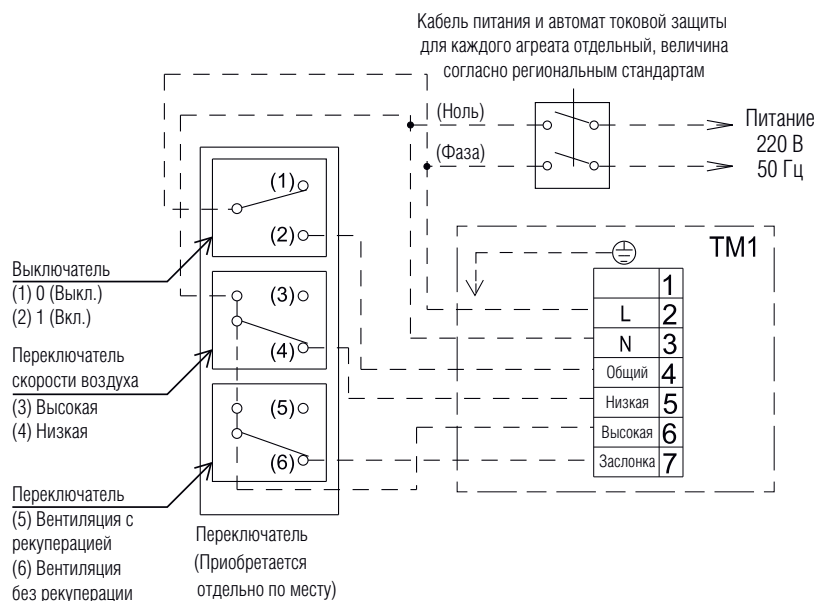 Кабель питания и автомат токовой защиты
для каждого агреата отдельный, величина
согласно региональным стандартам
(Ноль)
(Фаза)
Питание
220 В
50 Гц
(1)
(2)
(3)
(4)
(5)
(6)
Выключатель
(1) 0 (Выкл.)
(2) 1 (Вкл.)
Переключатель
скорости воздуха
(3) Высокая
(4) Низкая
Переключатель
(5) Вентиляция с
рекуперацией
(6) Вентиляция
без рекуперации
Переключатель
(Приобретается
отдельно по месту)
TM1
1
L 2
N 3
Общий 4
Низкая 5
Высокая 6
Заслонка 7